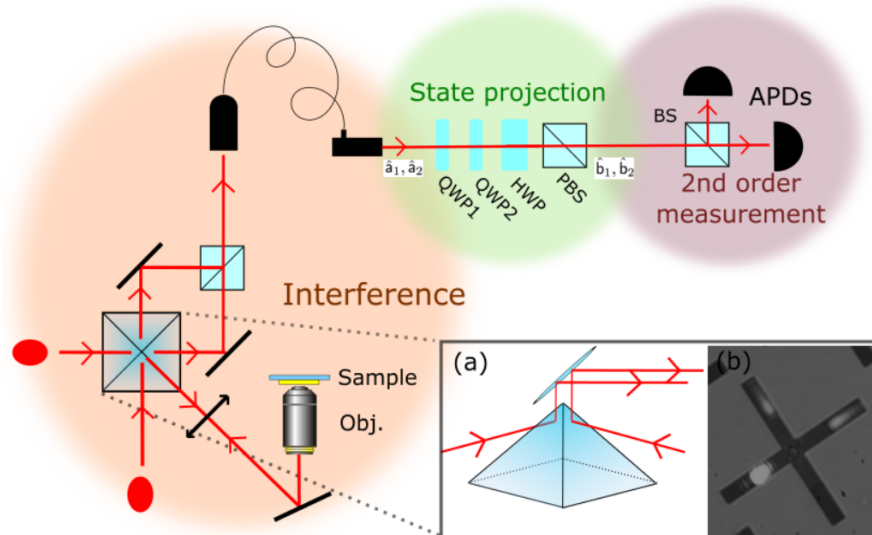 State projection
APDs
BS
â₁, â₂
QWP1
QWP2
HWP
PBS
b̂₁, b̂₂
2nd order
measurement
Interference
Sample
Obj.
(a)
(b)